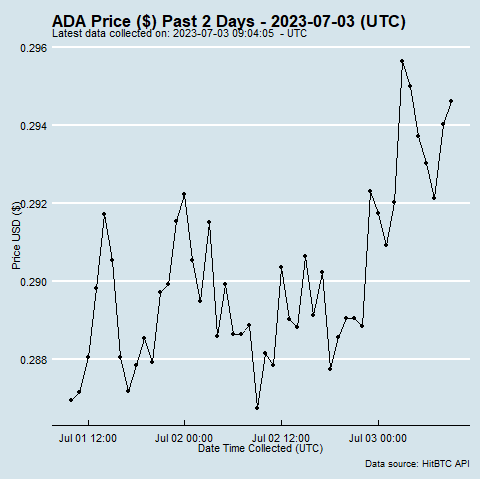 ADA Price ($) Past 2 Days - 2023-07-03 (UTC)
Latest data collected on: 2023-07-03 09:04:05 - UTC
0.296
0.294
0.292
0.290
0.288
Price USD ($)
Jul 01 12:00
Jul 02 00:00
Jul 02 12:00
Jul 03 00:00
Date Time Collected (UTC)
Data source: HitBTC API